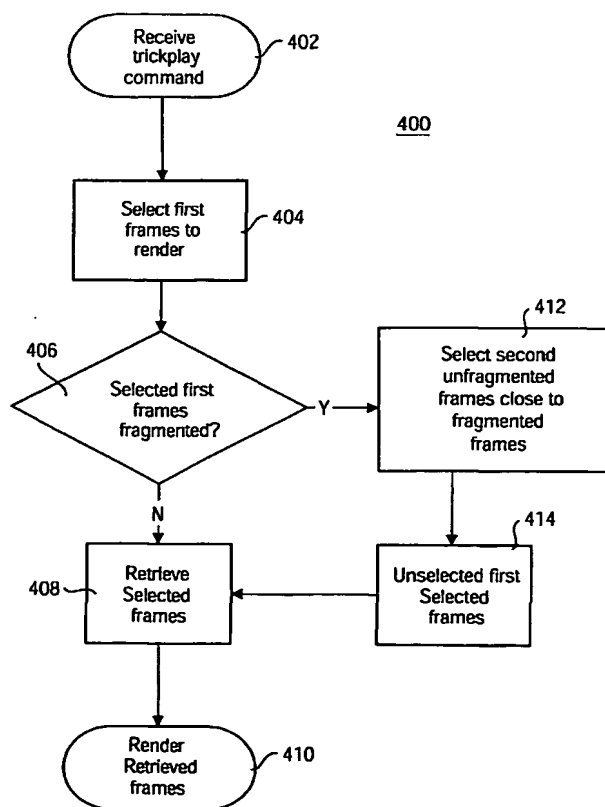 Receive
trickplay
command
402
400
Select first
frames to
render
404
406
Selected first
frames
fragmented?
Y
412
Select second
unfragmented
frames close to
fragmented
frames
N
414
Unselected first
Selected
frames
408
Retrieve
Selected
frames
Render
Retrieved
frames
410